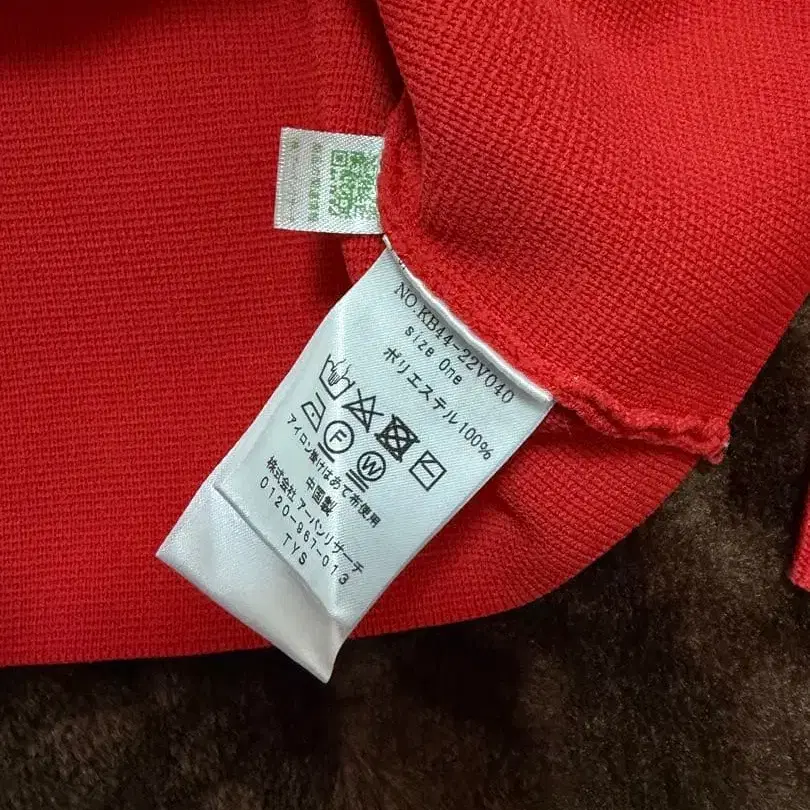 NO.KB44-22V040
size One
ポリエステル100%
F W
アイロン掛けはあて布使用
中国製
株式会社 アーバンリサーチ
0120-967-013
TYS